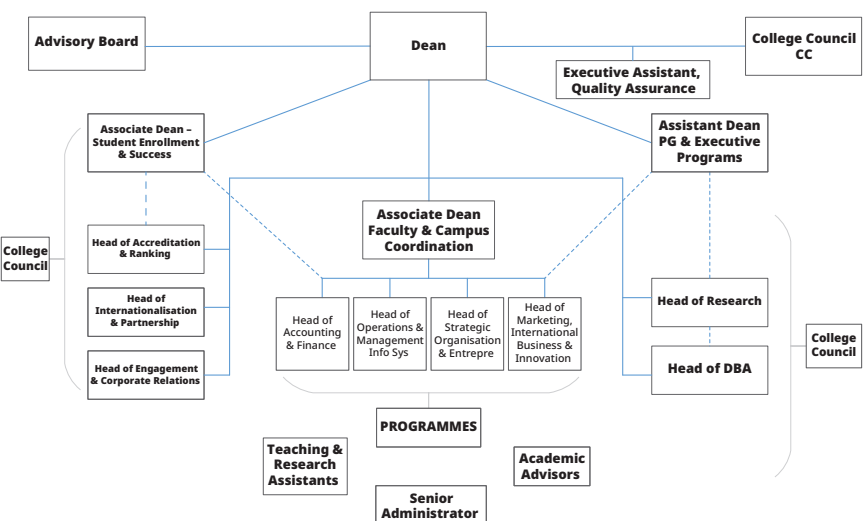 Advisory Board
Dean
College Council
CC
Executive Assistant,
Quality Assurance
Associate Dean –
Student Enrollment
& Success
Assistant Dean
PG & Executive
Programs
Associate Dean
Faculty & Campus
Coordination
College
Council
Head of Accreditation
& Ranking
Head of
Internationalisation
& Partnership
Head of Engagement
& Corporate Relations
Head of
Accounting
& Finance
Head of
Operations &
Management
Info Sys
Head of
Strategic
Organisation
& Entrepre
Head of
Marketing,
International
Business &
Innovation
Head of Research
Head of DBA
College
Council
PROGRAMMES
Teaching &
Research
Assistants
Academic
Advisors
Senior
Administrator